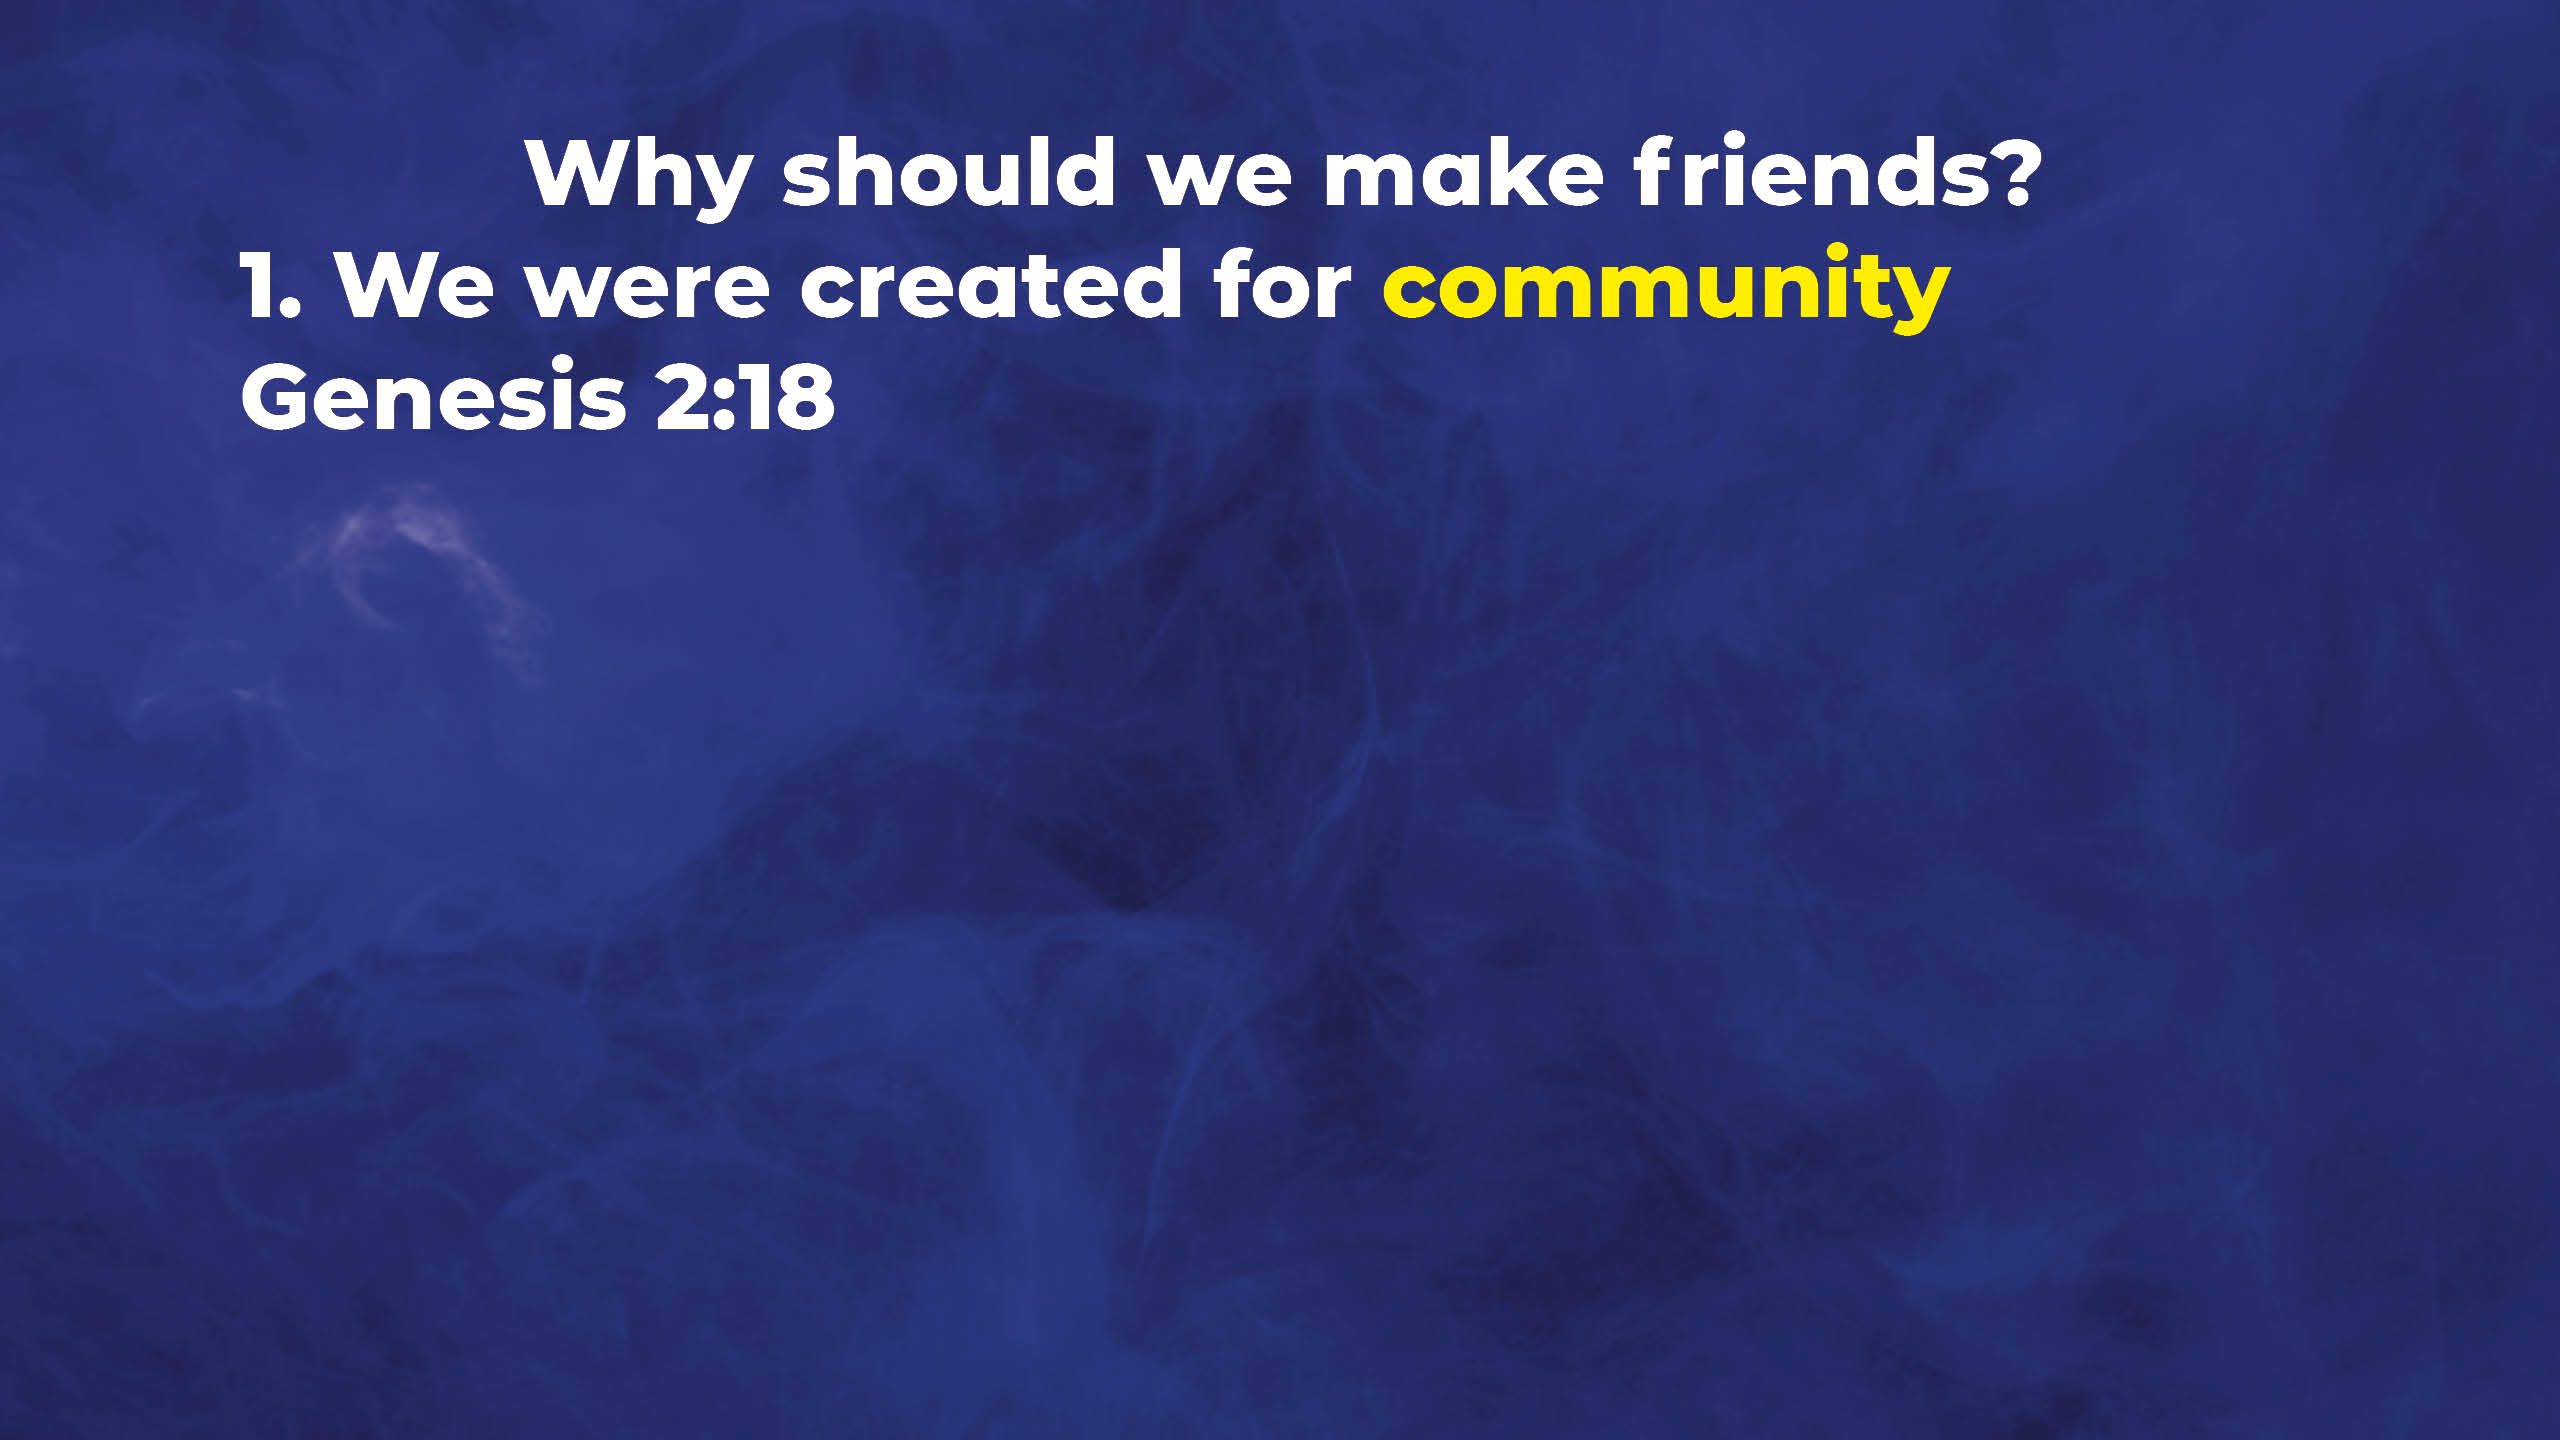 Why should we make friends?
1. We were created for community
Genesis 2:18